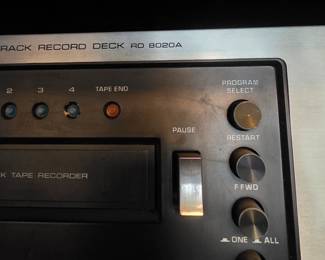 RACK RECORD DECK RD 8020A
2 3 4 TAPE END
PROGRAM
SELECT
PAUSE
RESTART
K TAPE RECORDER
FFWD
ONE ALL